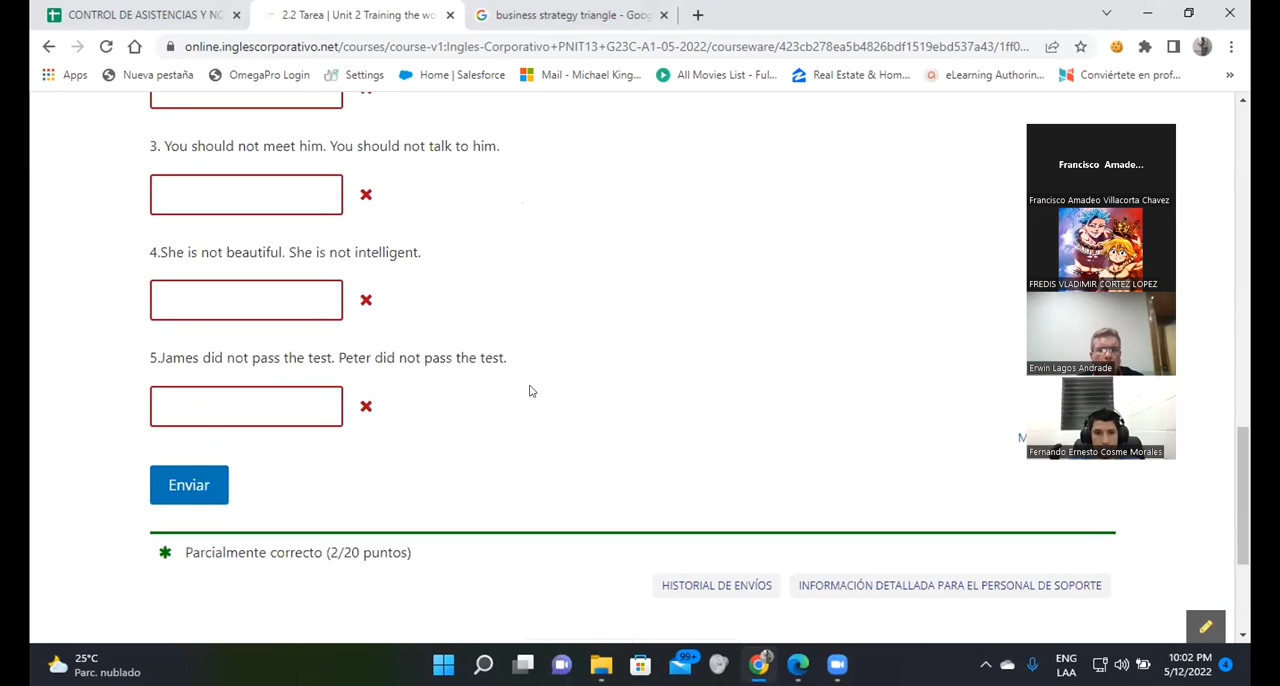 CONTROL DE ASISTENCIAS Y NO
2.2 Tarea | Unit 2 Training the wo
business strategy triangle - Goog
online.inglescorporativo.net/courses/course-v1:Ingles-Corporativo+PNIT13+G23C-A1-05-2022/courseware/423cb278ea5b4826bdf1519ebd537a43/1ff0...
Apps
Nueva pestaña
OmegaPro Login
Settings
Home | Salesforce
Mail - Michael King...
All Movies List - Ful...
Real Estate & Hom...
eLearning Authorin...
Conviértete en prof...
»
3. You should not meet him. You should not talk to him.
4.She is not beautiful. She is not intelligent.
5.James did not pass the test. Peter did not pass the test.
Enviar
Parcialmente correcto (2/20 puntos)
HISTORIAL DE ENVÍOS
INFORMACIÓN DETALLADA PARA EL PERSONAL DE SOPORTE
Francisco Amade...
Francisco Amadeo Villacorta Chavez
FREDIS VLADIMIR CORTEZ LOPEZ
Erwin Lagos Andrade
M
Fernando Ernesto Cosme Morales
25°C
Parc. nublado
99+
ENG
LAA
10:02 PM
5/12/2022
4